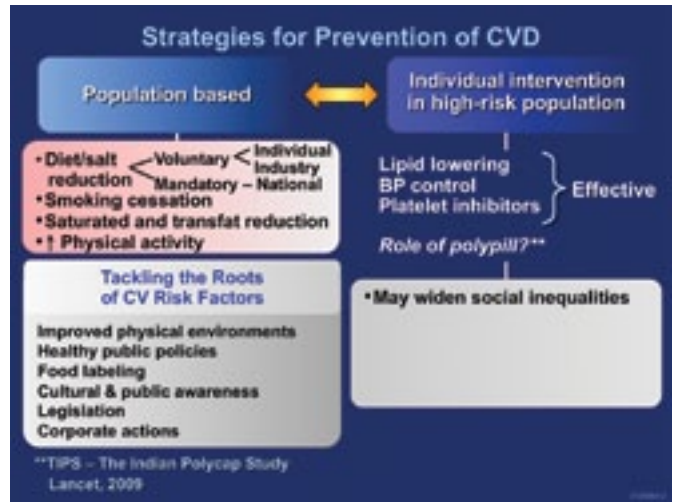 Strategies for Prevention of CVD
Population based
Individual intervention
in high-risk population
•Diet/salt
reduction
Voluntary
Individual
Industry
Mandatory – National
•Smoking cessation
•Saturated and transfat reduction
•↑ Physical activity
Tackling the Roots
of CV Risk Factors
Improved physical environments
Healthy public policies
Food labeling
Cultural & public awareness
Legislation
Corporate actions
Lipid lowering
BP control
Platelet inhibitors
Effective
Role of polypill?**
•May widen social inequalities
**TIPS – The Indian Polycap Study
Lancet, 2009